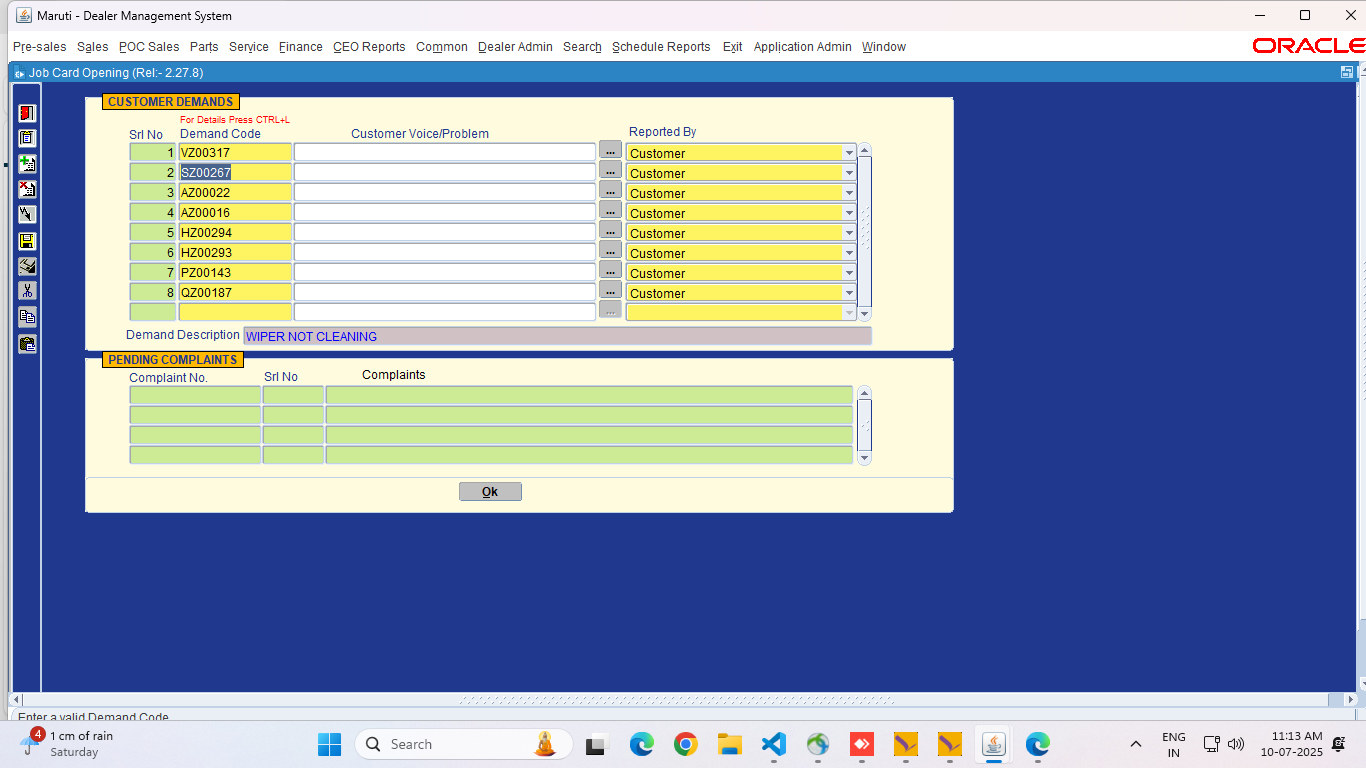 Maruti - Dealer Management System
Pre-sales Sales POC Sales Parts Service Finance CEO Reports Common Dealer Admin Search Schedule Reports Exit Application Admin Window ORACLE
Job Card Opening (Rel:- 2.27.8)
CUSTOMER DEMANDS
For Details Press CTRL+L
Srl No Demand Code Customer Voice/Problem Reported By
1 VZ00317 ... Customer
2 SZ00267 ... Customer
3 AZ00022 ... Customer
4 AZ00016 ... Customer
5 HZ00294 ... Customer
6 HZ00293 ... Customer
7 PZ00143 ... Customer
8 QZ00187 ... Customer
...
Demand Description WIPER NOT CLEANING
PENDING COMPLAINTS
Complaint No. Srl No Complaints
Ok
Enter a valid Demand Code
4 1 cm of rain
Saturday
Search
ENG
IN
11:13 AM
10-07-2025